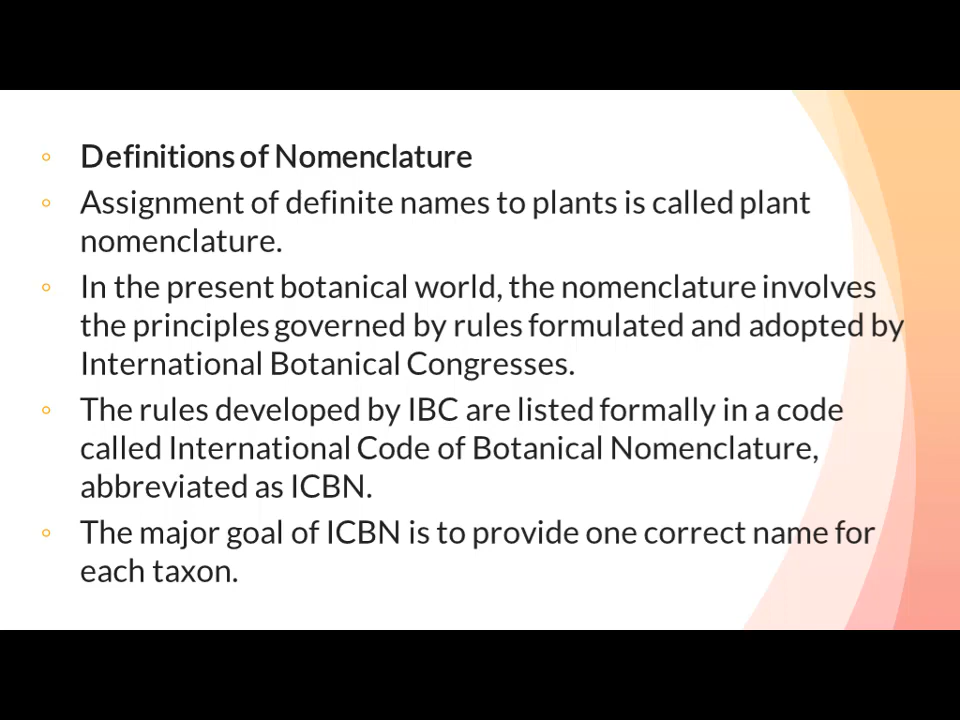 Definitions of Nomenclature
Assignment of definite names to plants is called plant
nomenclature.
In the present botanical world, the nomenclature involves
the principles governed by rules formulated and adopted by
International Botanical Congresses.
The rules developed by IBC are listed formally in a code
called International Code of Botanical Nomenclature,
abbreviated as ICBN.
The major goal of ICBN is to provide one correct name for
each taxon.